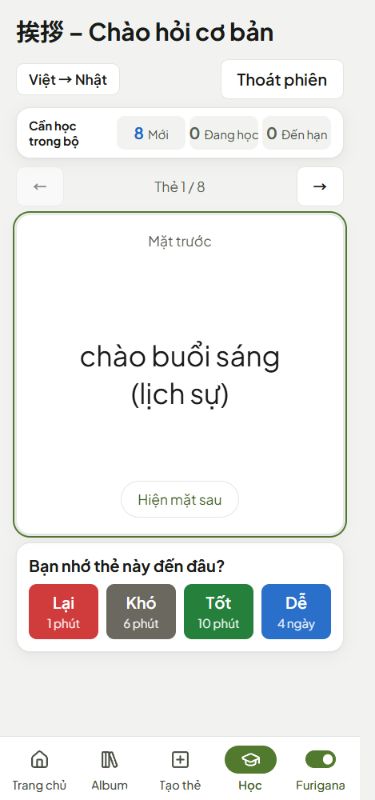 挨拶 – Chào hỏi cơ bản
Việt → Nhật
Thoát phiên
Cần học
trong bộ
8 Mới
0 Đang học
0 Đến hạn
←
Thẻ 1 / 8
→
Mặt trước
chào buổi sáng
(lịch sự)
Hiện mặt sau
Bạn nhớ thẻ này đến đâu?
Lại
1 phút
Khó
6 phút
Tốt
10 phút
Dễ
4 ngày
Trang chủ
Album
Tạo thẻ
Học
Furigana